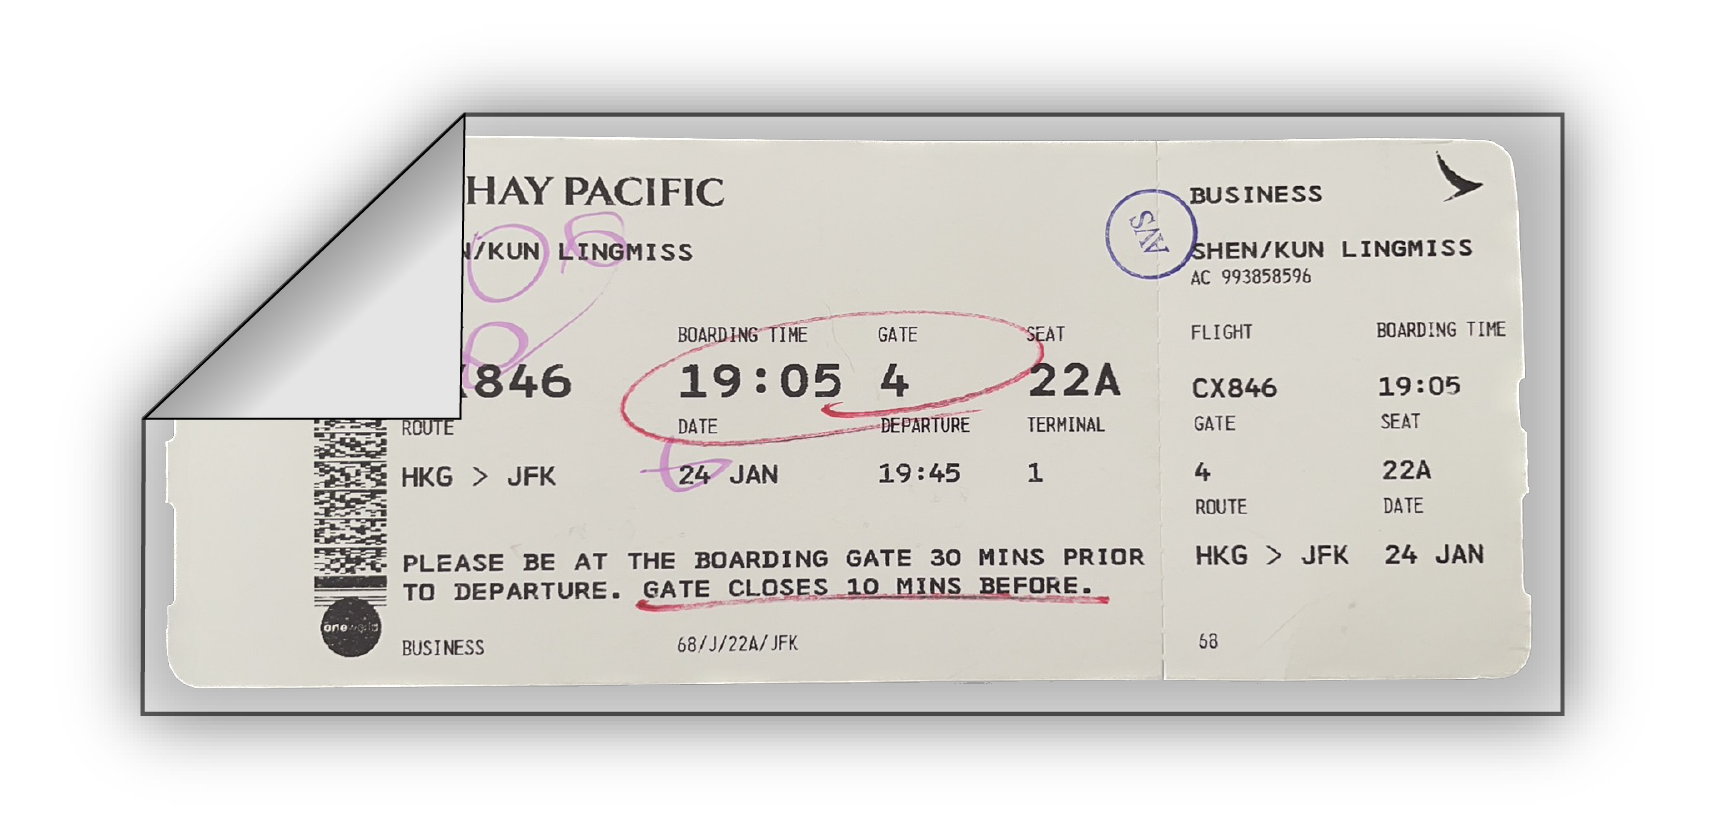 HAY PACIFIC
N/KUN LINGMISS
BOARDING TIME GATE SEAT
846 19:05 4 22A
ROUTE DATE DEPARTURE TERMINAL
HKG > JFK 24 JAN 19:45 1
PLEASE BE AT THE BOARDING GATE 30 MINS PRIOR
TO DEPARTURE. GATE CLOSES 10 MINS BEFORE.
oneworld
BUSINESS 68/J/22A/JFK
AVS
BUSINESS
SHEN/KUN LINGMISS
AC 993858596
FLIGHT BOARDING TIME
CX846 19:05
GATE SEAT
4 22A
ROUTE DATE
HKG > JFK 24 JAN
68